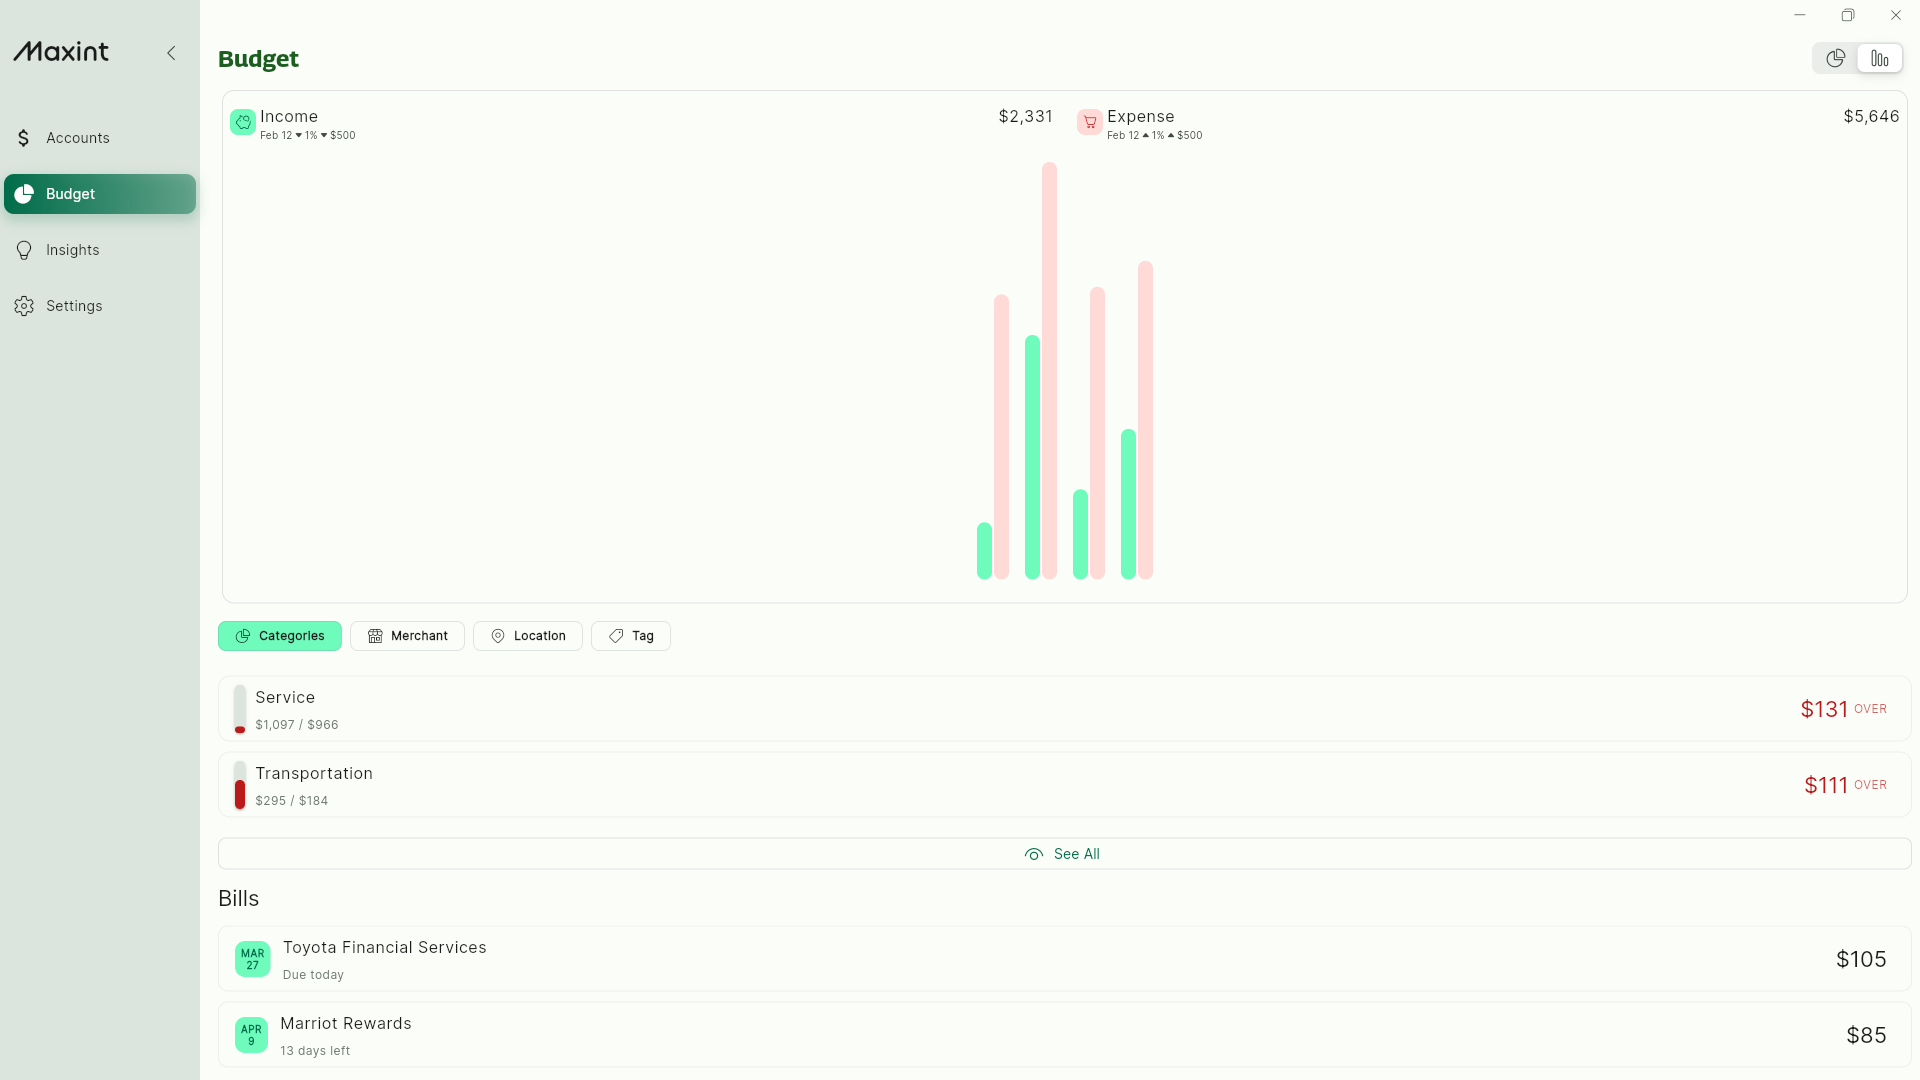 Maxint
Accounts
Budget
Insights
Settings
Budget
Income
$2,331
Feb 12 ▼ 1% ▼ $500
Expense
$5,646
Feb 12 ▲ 1% ▲ $500
Categories
Merchant
Location
Tag
Service
$1,097 / $966
$131 OVER
Transportation
$295 / $184
$111 OVER
See All
Bills
MAR
27
Toyota Financial Services
Due today
$105
APR
9
Marriot Rewards
13 days left
$85